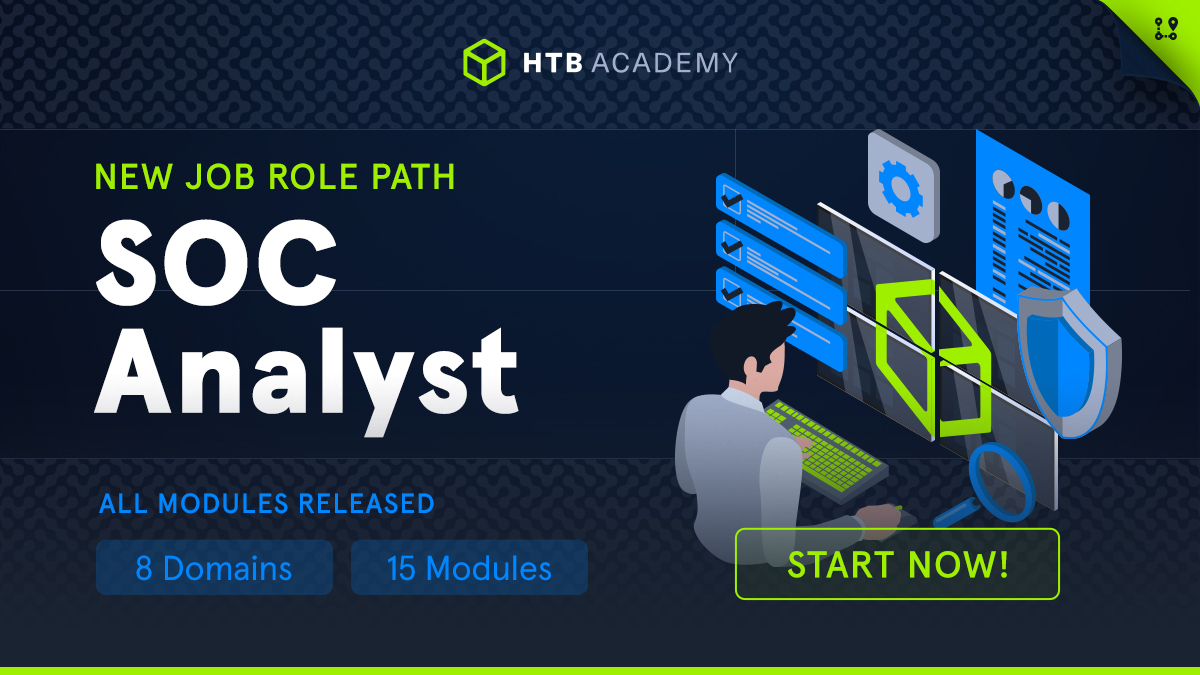 HTB ACADEMY
NEW JOB ROLE PATH
SOC
Analyst
ALL MODULES RELEASED
8 Domains
15 Modules
START NOW!